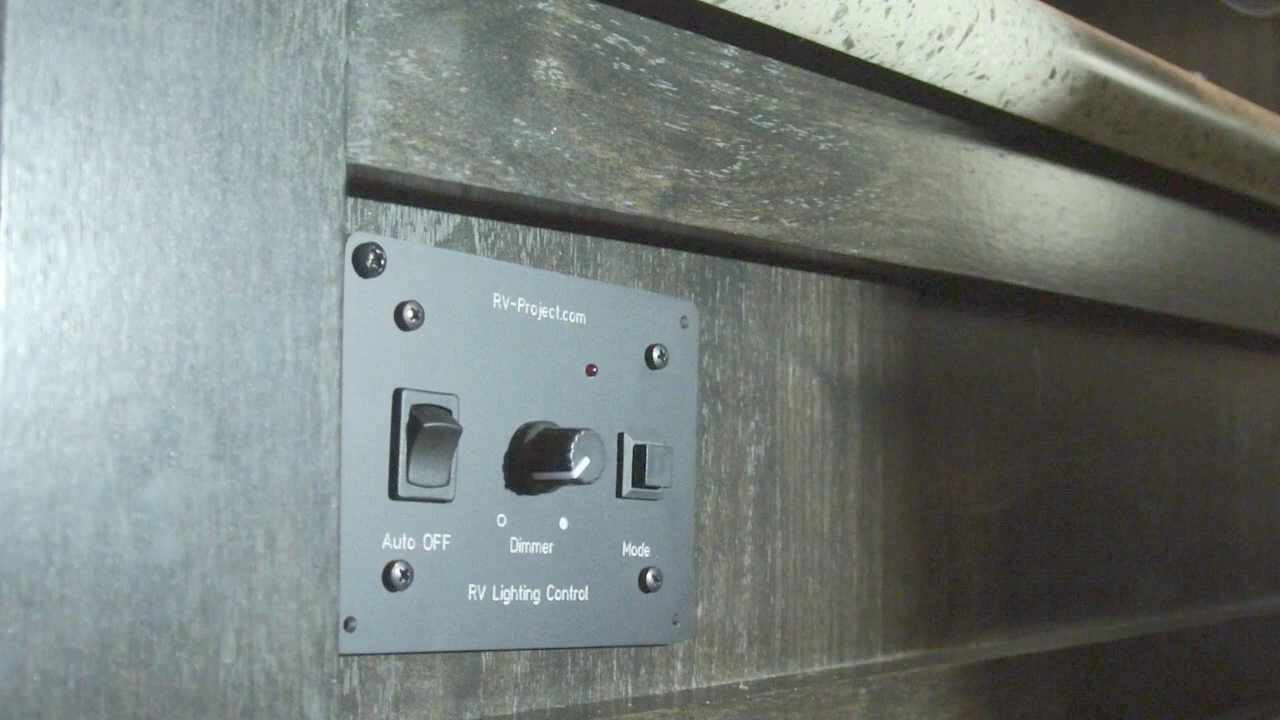 RV-Project.com
Auto OFF
Dimmer
Mode
RV Lighting Control